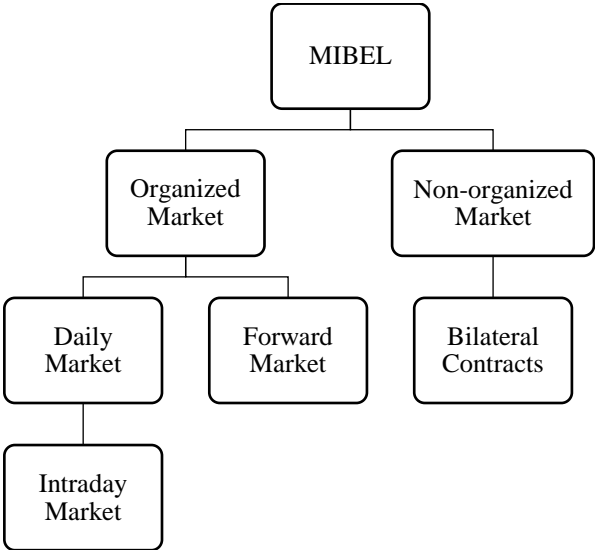 MIBEL
Organized
Market
Non-organized
Market
Daily
Market
Forward
Market
Bilateral
Contracts
Intraday
Market